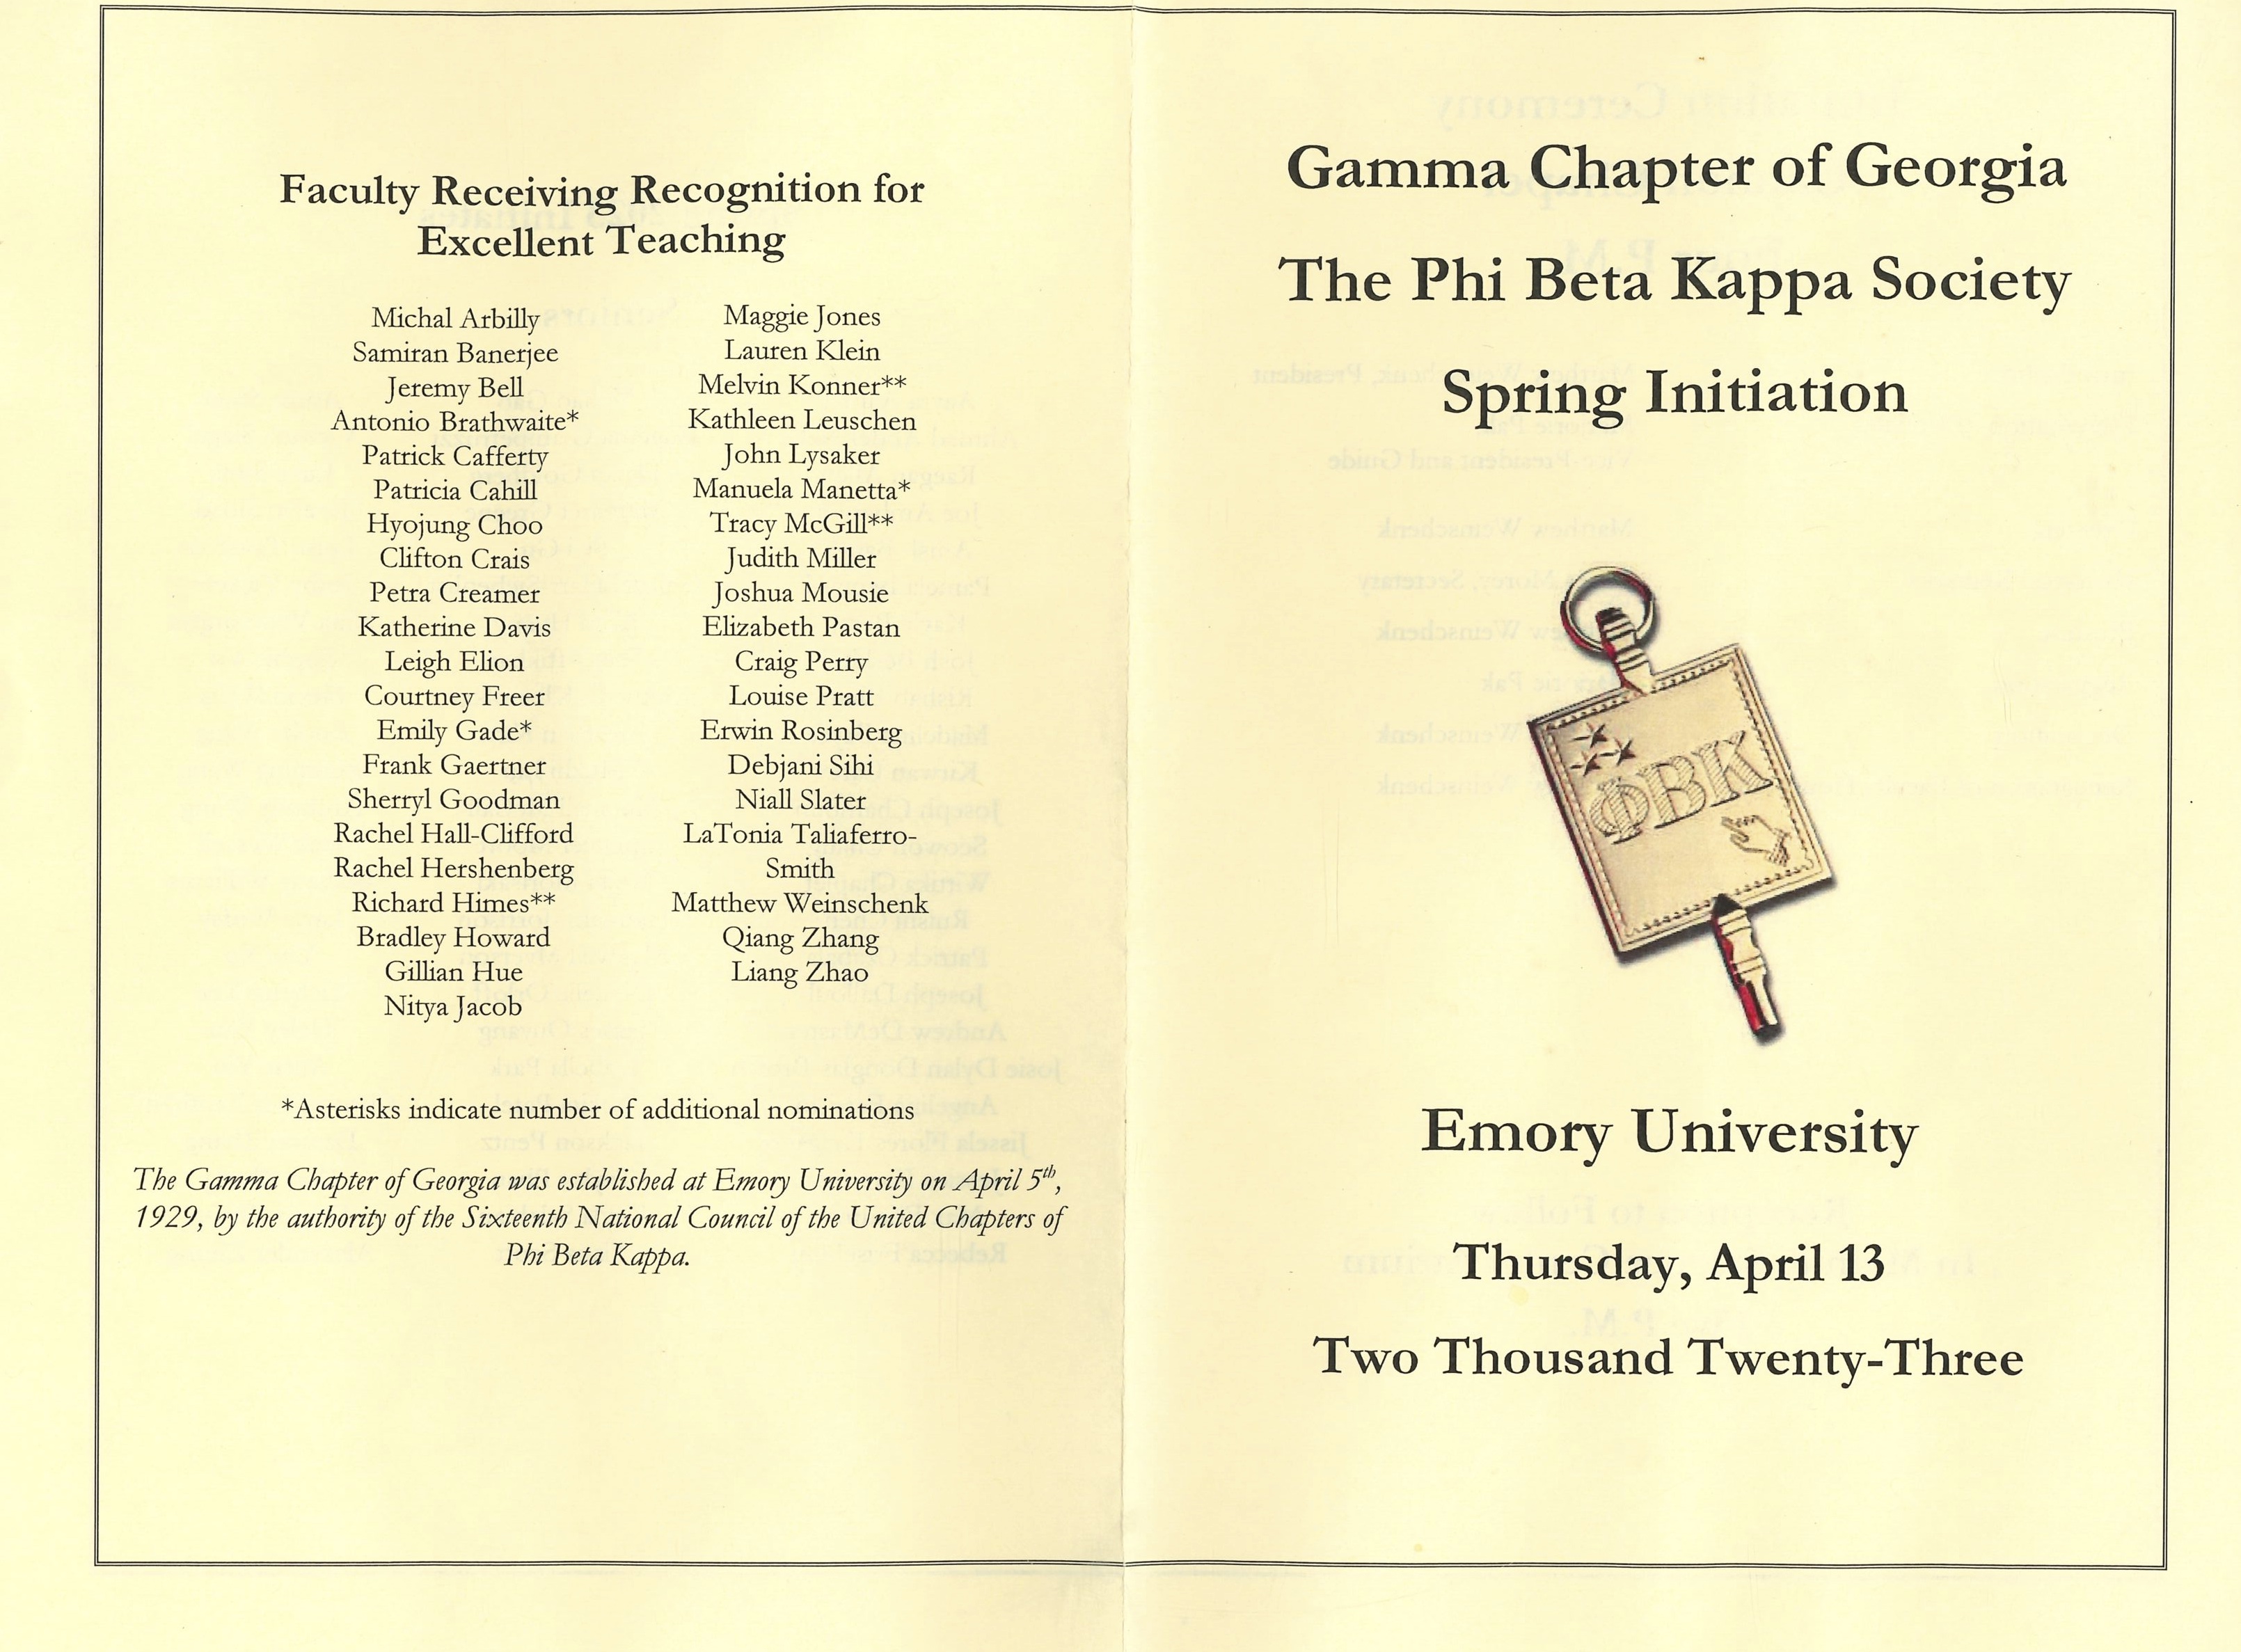 Faculty Receiving Recognition for
Excellent Teaching
Michal Arbilly
Samiran Banerjee
Jeremy Bell
Antonio Brathwaite*
Patrick Cafferty
Patricia Cahill
Hyojung Choo
Clifton Crais
Petra Creamer
Katherine Davis
Leigh Elion
Courtney Freer
Emily Gade*
Frank Gaertner
Sherryl Goodman
Rachel Hall-Clifford
Rachel Hershenberg
Richard Himes**
Bradley Howard
Gillian Hue
Nitya Jacob
Maggie Jones
Lauren Klein
Melvin Konner**
Kathleen Leuschen
John Lysaker
Manuela Manetta*
Tracy McGill**
Judith Miller
Joshua Mousie
Elizabeth Pastan
Craig Perry
Louise Pratt
Erwin Rosinberg
Debjani Sihi
Niall Slater
LaTonia Taliaferro-
Smith
Matthew Weinschenk
Qiang Zhang
Liang Zhao
*Asterisks indicate number of additional nominations
The Gamma Chapter of Georgia was established at Emory University on April 5th,
1929, by the authority of the Sixteenth National Council of the United Chapters of
Phi Beta Kappa.
Gamma Chapter of Georgia
The Phi Beta Kappa Society
Spring Initiation
ΦΒΚ
Emory University
Thursday, April 13
Two Thousand Twenty-Three